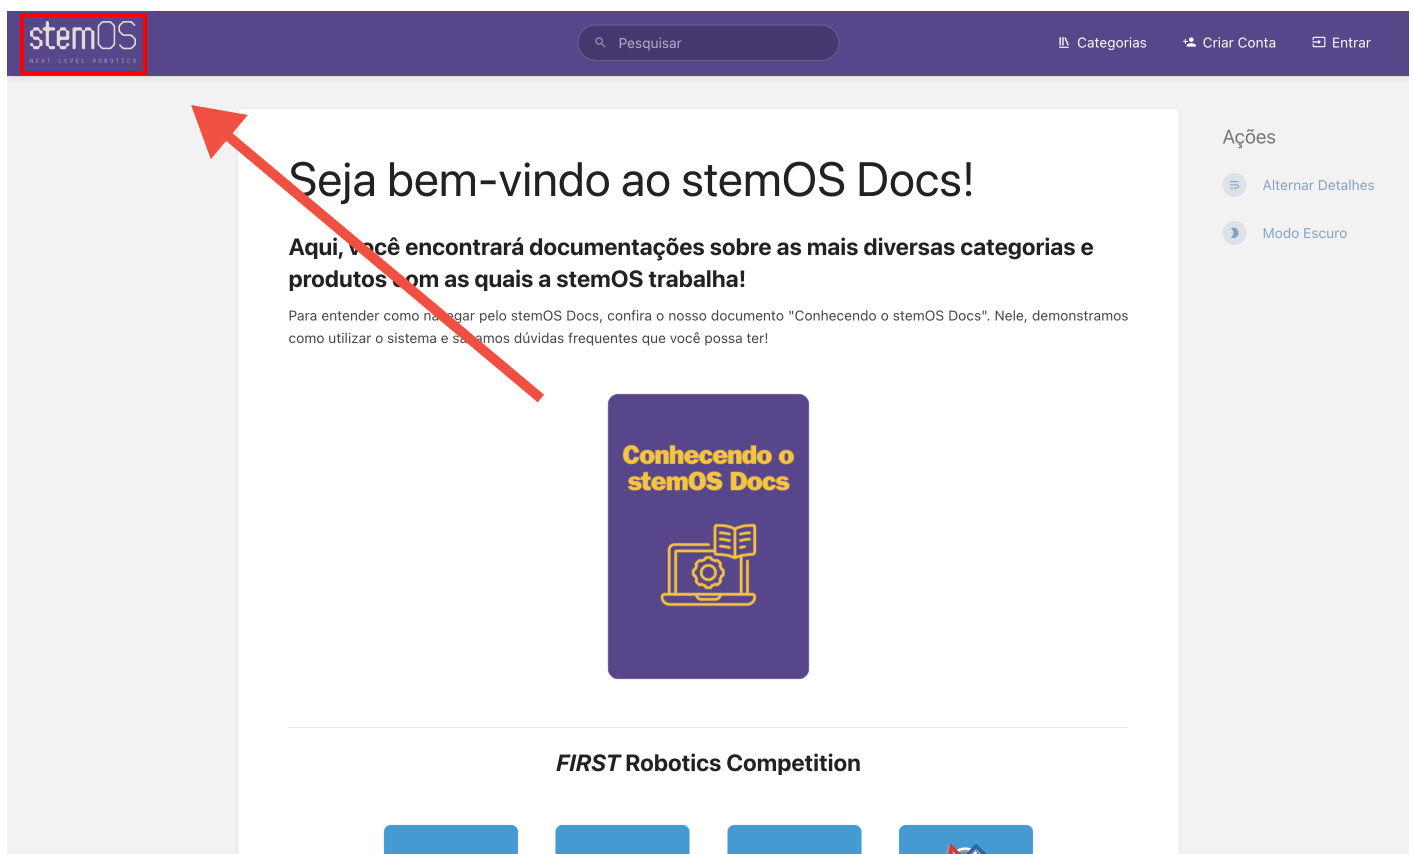 stemOS
NEXT LEVEL ROBOTICS
Pesquisar
Categorias
Criar Conta
Entrar
Seja bem-vindo ao stemOS Docs!
Aqui, você encontrará documentações sobre as mais diversas categorias e
produtos com as quais a stemOS trabalha!
Para entender como navegar pelo stemOS Docs, confira o nosso documento "Conhecendo o stemOS Docs". Nele, demonstramos
como utilizar o sistema e sanamos dúvidas frequentes que você possa ter!
Conhecendo o
stemOS Docs
FIRST Robotics Competition
Ações
Alternar Detalhes
Modo Escuro